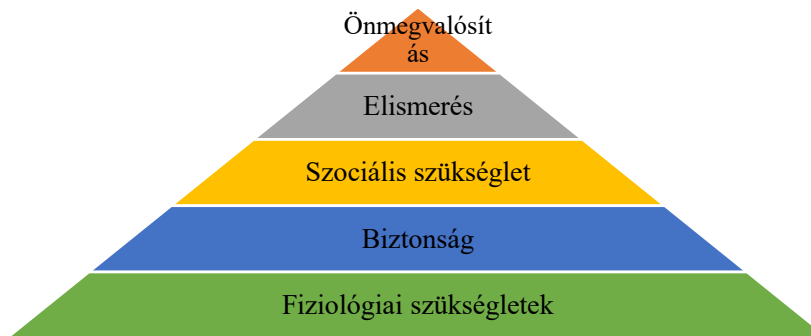 Önmegvalósít
ás
Elismerés
Szociális szükséglet
Biztonság
Fiziológiai szükségletek